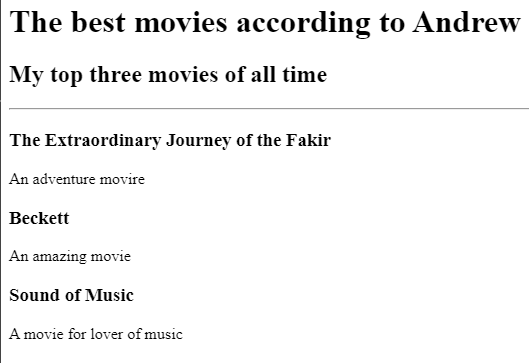 The best movies according to Andrew
My top three movies of all time
The Extraordinary Journey of the Fakir
An adventure movire
Beckett
An amazing movie
Sound of Music
A movie for lover of music